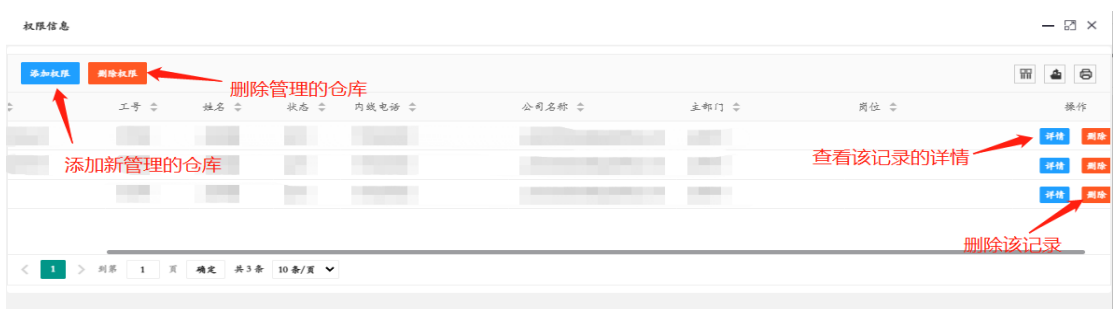 权限信息
添加权限 删除权限
删除管理的仓库
工号 姓名 状态 内线电话 公司名称 主部门 岗位 操作
详情 删除
添加新管理的仓库
查看该记录的详情
详情 删除
详情 删除
删除该记录
1 到第 1 页 确定 共 3 条 10 条/页